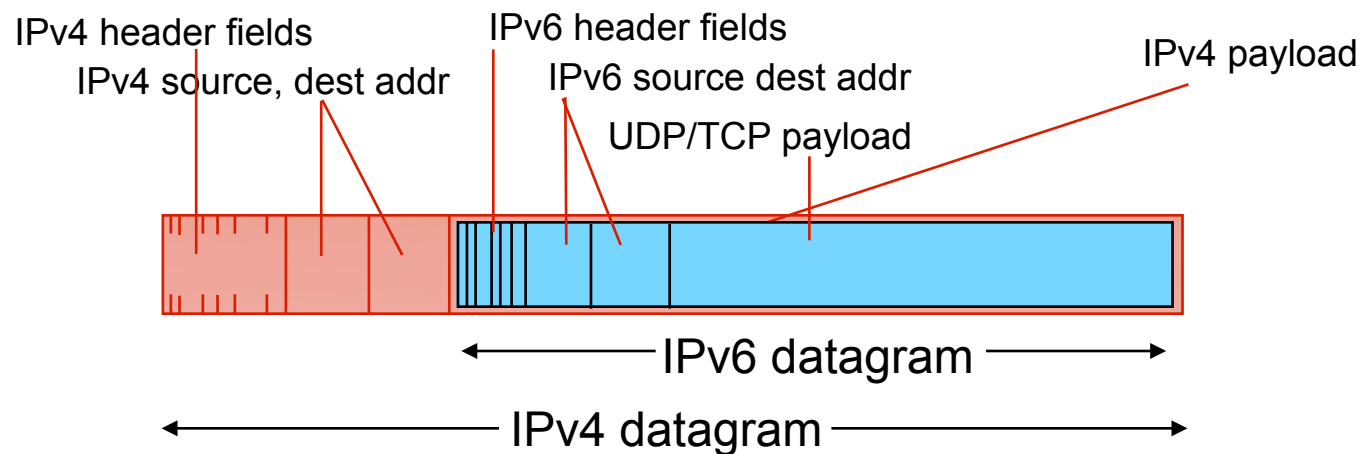 IPv4 header fields
IPv6 header fields
IPv4 payload
IPv4 source, dest addr
IPv6 source dest addr
UDP/TCP payload
IPv6 datagram
IPv4 datagram